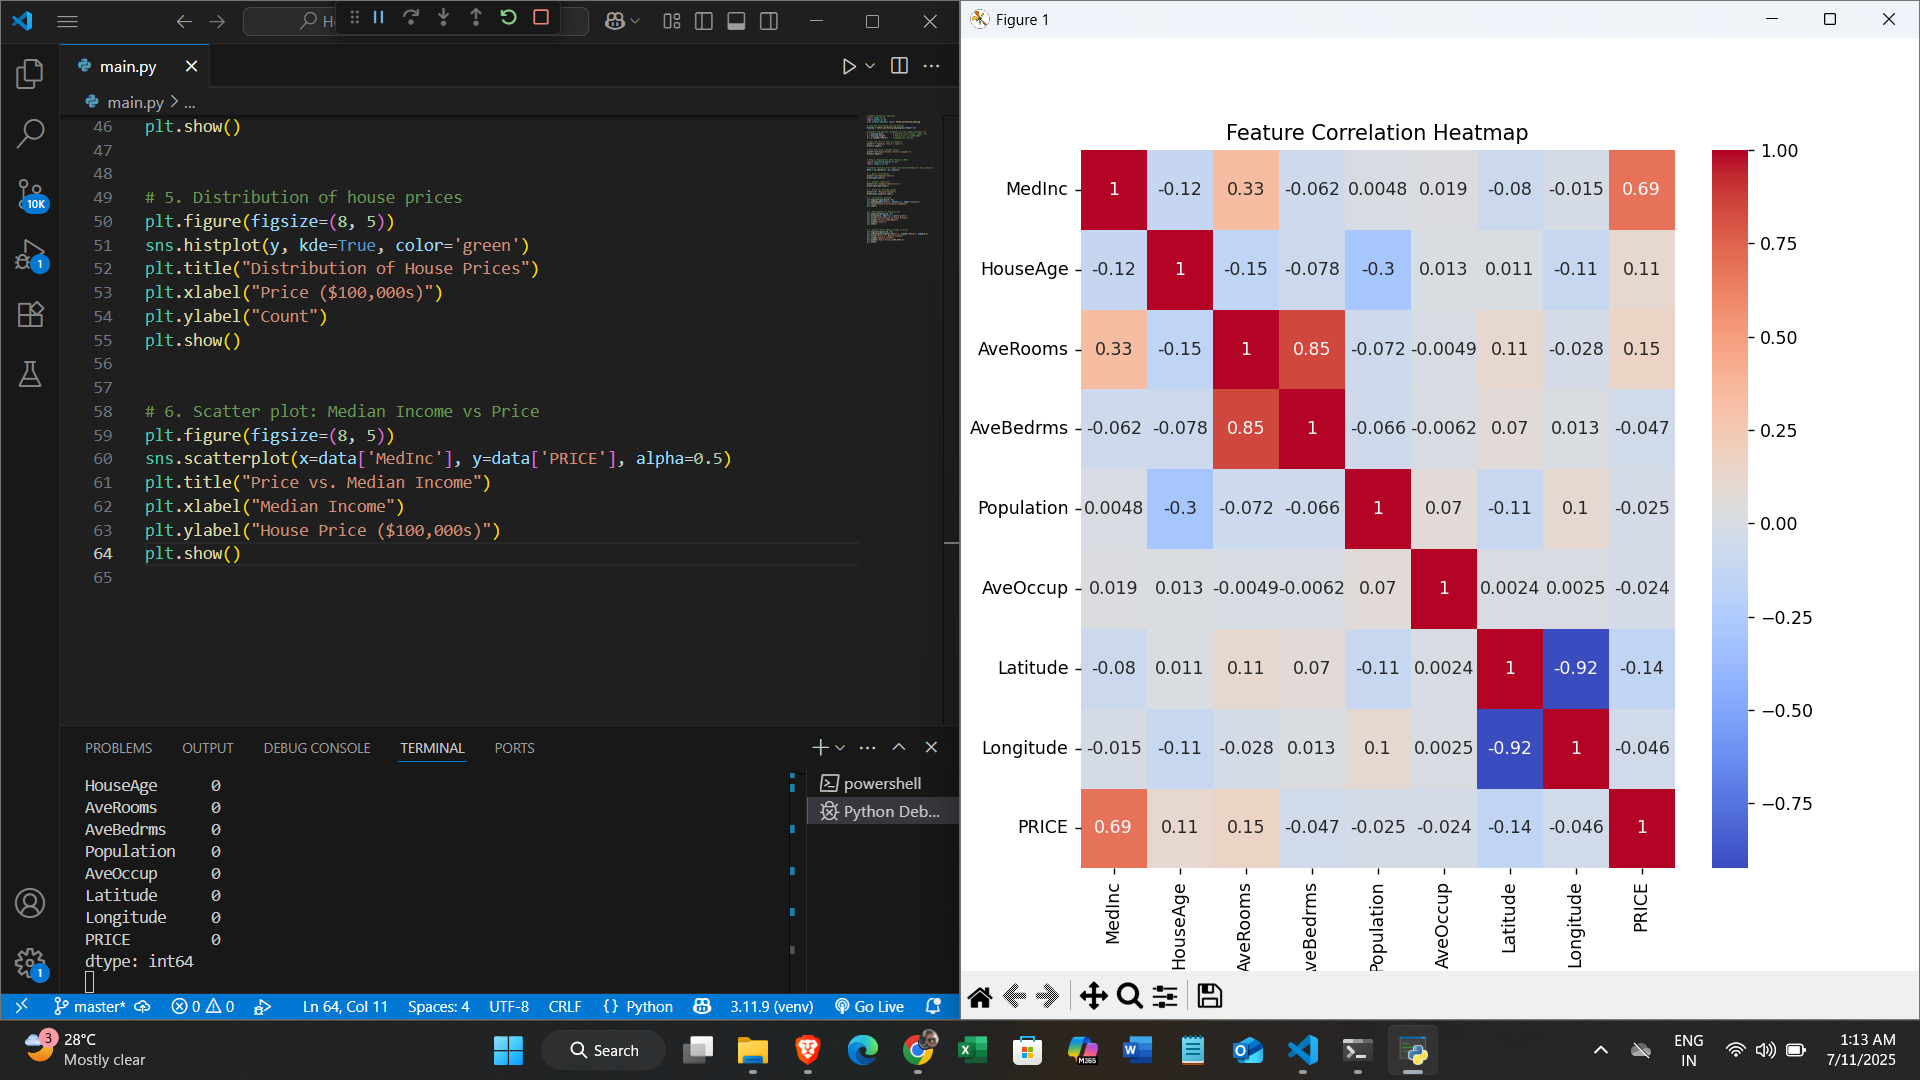 main.py
main.py > ...
46 plt.show()
47
48
49 # 5. Distribution of house prices
50 plt.figure(figsize=(8, 5))
51 sns.histplot(y, kde=True, color='green')
52 plt.title("Distribution of House Prices")
53 plt.xlabel("Price ($100,000s)")
54 plt.ylabel("Count")
55 plt.show()
56
57
58 # 6. Scatter plot: Median Income vs Price
59 plt.figure(figsize=(8, 5))
60 sns.scatterplot(x=data['MedInc'], y=data['PRICE'], alpha=0.5)
61 plt.title("Price vs. Median Income")
62 plt.xlabel("Median Income")
63 plt.ylabel("House Price ($100,000s)")
64 plt.show()
65
10K
1
1
PROBLEMS OUTPUT DEBUG CONSOLE TERMINAL PORTS
HouseAge 0
AveRooms 0
AveBedrms 0
Population 0
AveOccup 0
Latitude 0
Longitude 0
PRICE 0
dtype: int64
powershell
Python Deb...
master* 0 0 Ln 64, Col 11 Spaces: 4 UTF-8 CRLF {} Python 3.11.9 (venv) Go Live
Figure 1
Feature Correlation Heatmap
MedInc 1 -0.12 0.33 -0.062 0.0048 0.019 -0.08 -0.015 0.69
HouseAge -0.12 1 -0.15 -0.078 -0.3 0.013 0.011 -0.11 0.11
AveRooms 0.33 -0.15 1 0.85 -0.072 -0.0049 0.11 -0.028 0.15
AveBedrms -0.062 -0.078 0.85 1 -0.066 -0.0062 0.07 0.013 -0.047
Population 0.0048 -0.3 -0.072 -0.066 1 0.07 -0.11 0.1 -0.025
AveOccup 0.019 0.013 -0.0049 -0.0062 0.07 1 0.0024 0.0025 -0.024
Latitude -0.08 0.011 0.11 0.07 -0.11 0.0024 1 -0.92 -0.14
Longitude -0.015 -0.11 -0.028 0.013 0.1 0.0025 -0.92 1 -0.046
PRICE 0.69 0.11 0.15 -0.047 -0.025 -0.024 -0.14 -0.046 1
MedInc HouseAge AveRooms AveBedrms Population AveOccup Latitude Longitude PRICE
1.00
0.75
0.50
0.25
0.00
−0.25
−0.50
−0.75
3
28°C
Mostly clear
Search
M365
ENG
IN
1:13 AM
7/11/2025